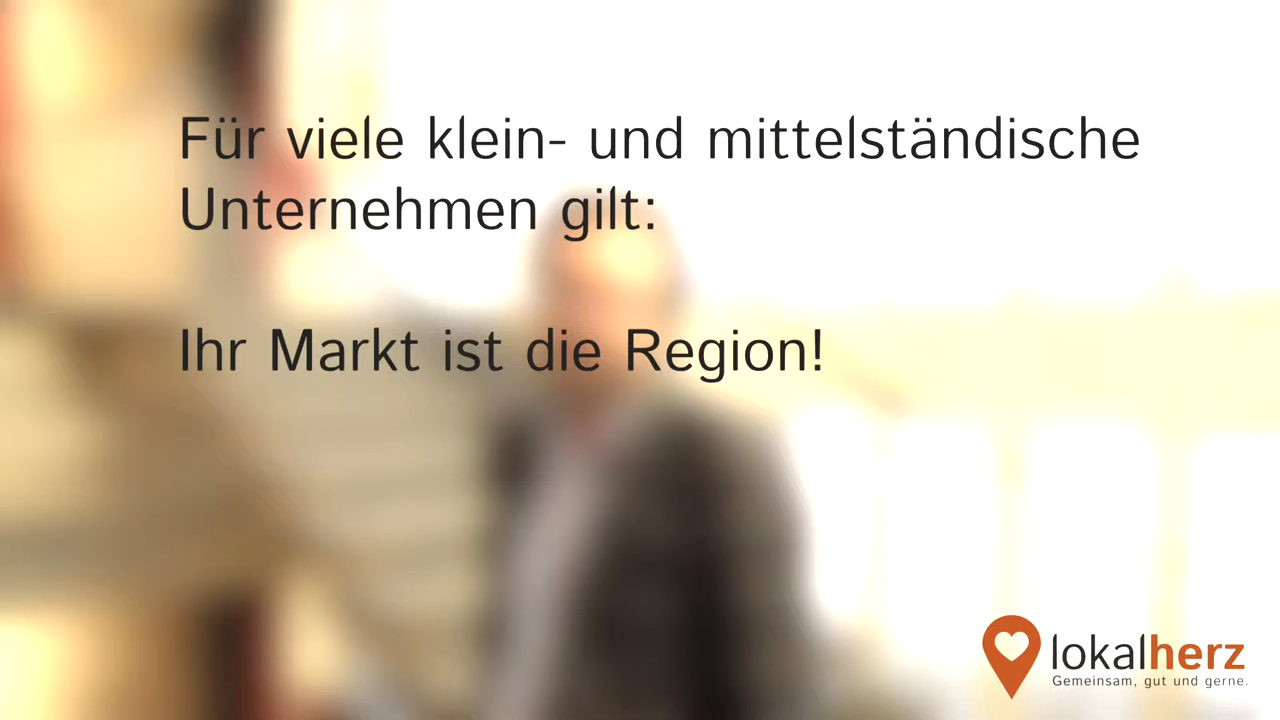 Für viele klein- und mittelständische
Unternehmen gilt:
Ihr Markt ist die Region!
lokalherz
Gemeinsam, gut und gerne.